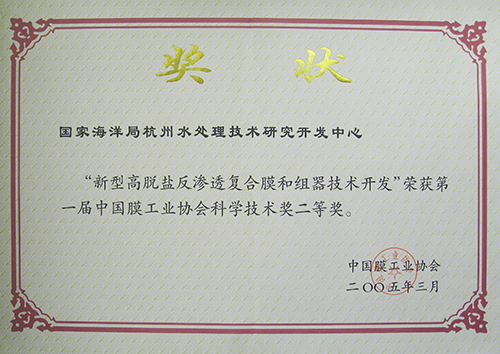 奖 状
国家海洋局杭州水处理技术研究开发中心
“新型高脱盐反渗透复合膜和组器技术开发”荣获第
一届中国膜工业协会科学技术奖二等奖。
中国膜工业协会
二〇〇五年三月